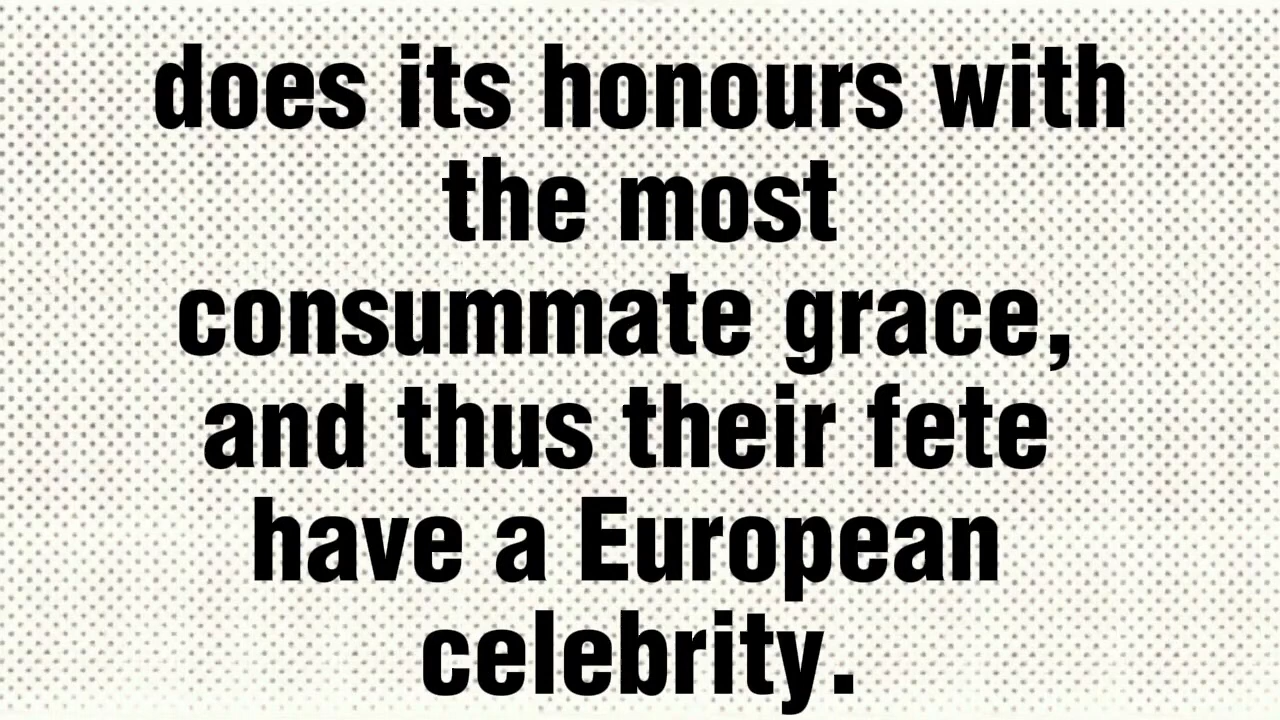 does its honours with
the most
consummate grace,
and thus their fete
have a European
celebrity.